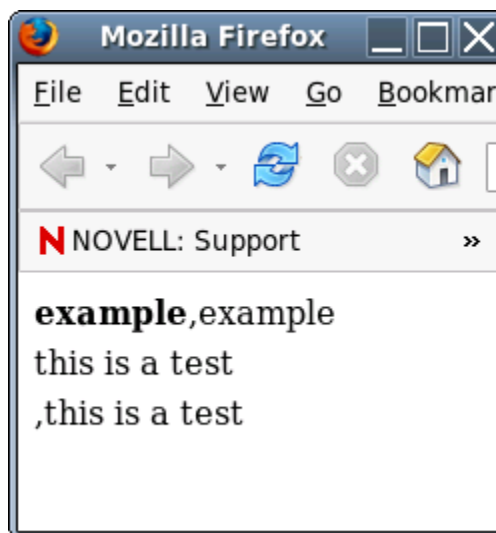 Mozilla Firefox
File Edit View Go Bookmar
NOVELL: Support »
example,example
this is a test
,this is a test